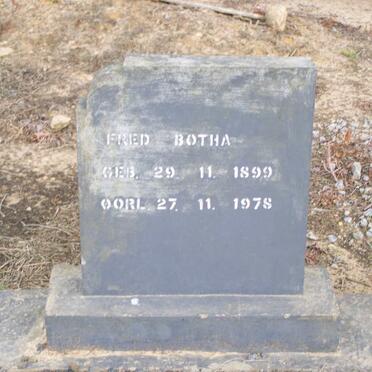 FRED BOTHA
GEB. 29. 11. 1899
OORL. 27. 11. 1978